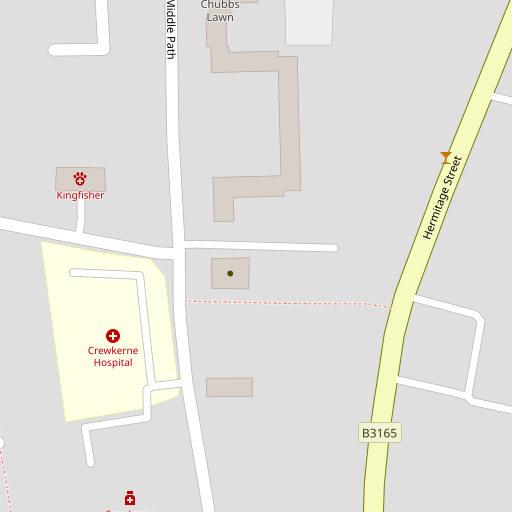 Chubbs
Lawn
Middle Path
Hermitage Street
Kingfisher
Crewkerne
Hospital
B3165